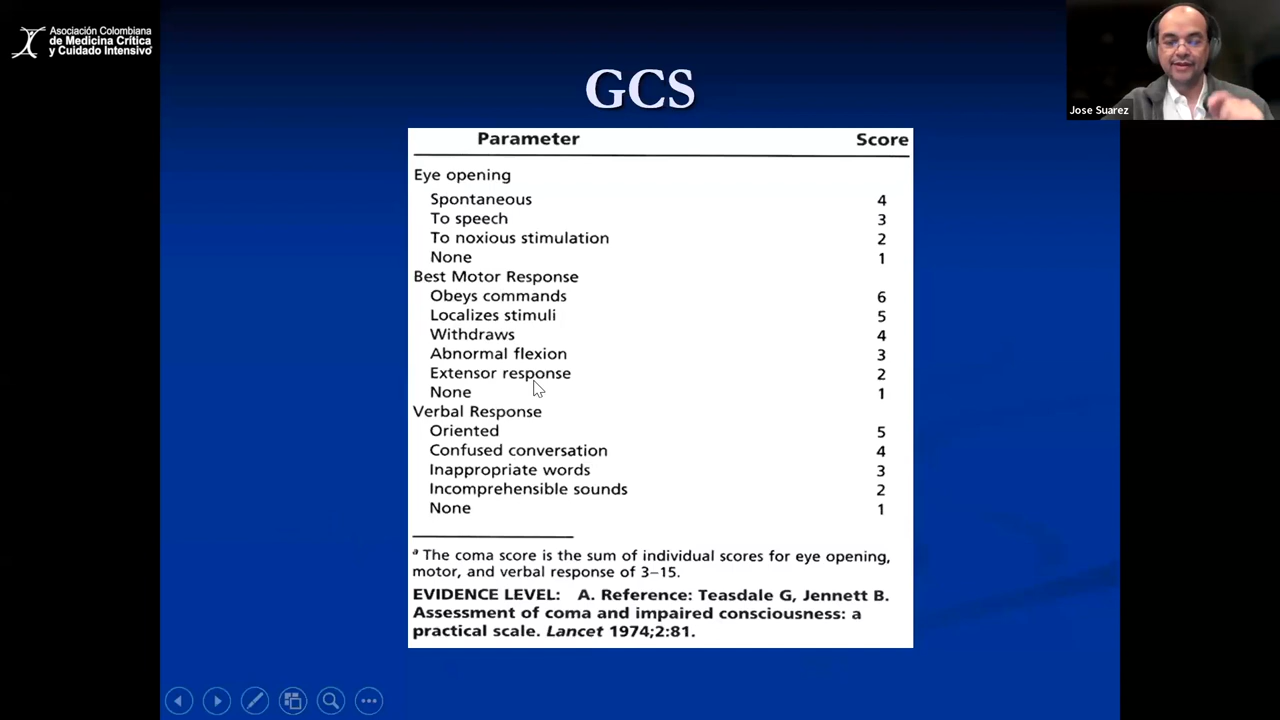 Asociación Colombiana
de Medicina Crítica
y Cuidado Intensivo
Jose Suarez
GCS
Parameter Score
Eye opening
Spontaneous 4
To speech 3
To noxious stimulation 2
None 1
Best Motor Response
Obeys commands 6
Localizes stimuli 5
Withdraws 4
Abnormal flexion 3
Extensor response 2
None 1
Verbal Response
Oriented 5
Confused conversation 4
Inappropriate words 3
Incomprehensible sounds 2
None 1
a The coma score is the sum of individual scores for eye opening,
motor, and verbal response of 3–15.
EVIDENCE LEVEL: A. Reference: Teasdale G, Jennett B.
Assessment of coma and impaired consciousness: a
practical scale. Lancet 1974;2:81.